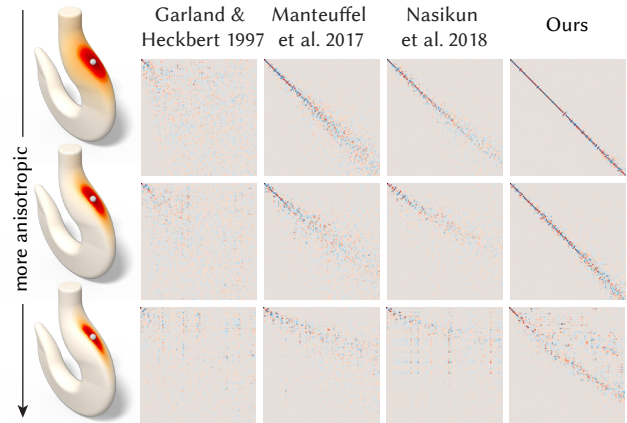 Garland &
Heckbert 1997
Manteuffel
et al. 2017
Nasikun
et al. 2018
Ours
more anisotropic